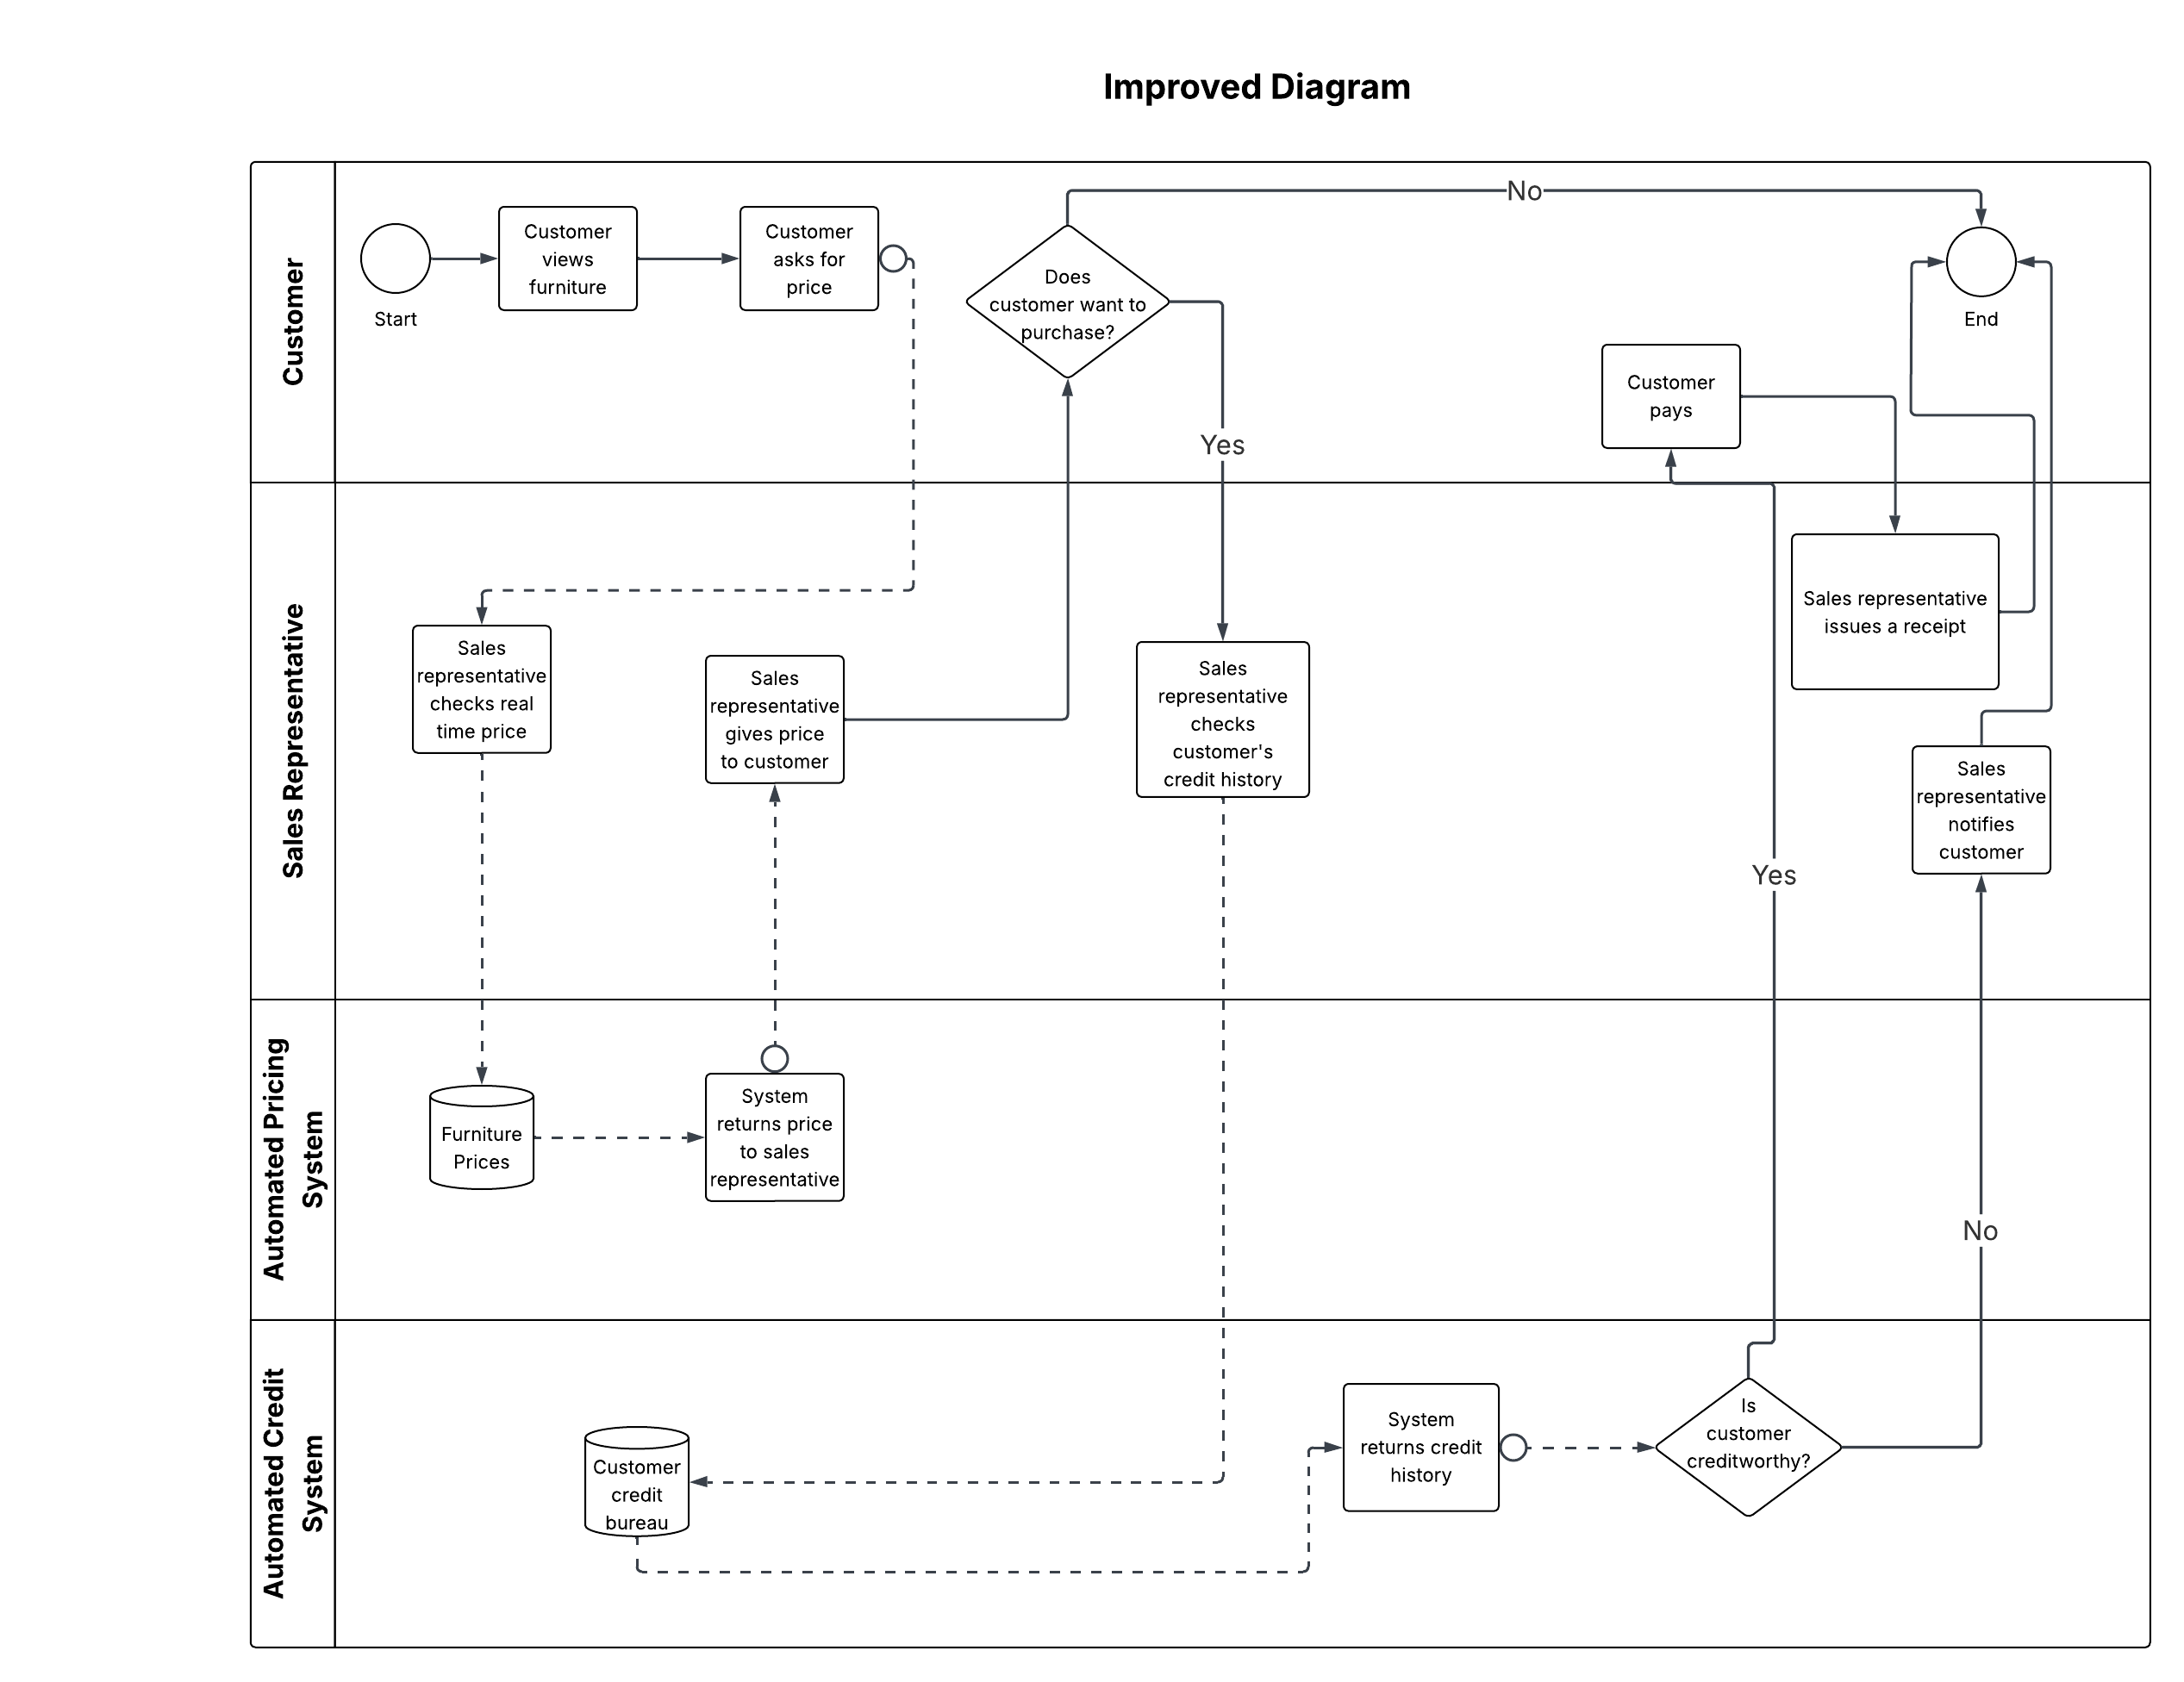 Improved Diagram
Customer
Start
Customer
views
furniture
Customer
asks for
price
Does
customer want to
purchase?
No
Yes
End
Customer
pays
Sales Representative
Sales
representative
checks real
time price
Sales
representative
gives price
to customer
Sales
representative
checks
customer's
credit history
Yes
Sales representative
issues a receipt
Sales
representative
notifies
customer
Automated Pricing
System
Furniture
Prices
System
returns price
to sales
representative
No
Automated Credit
System
Customer
credit
bureau
System
returns credit
history
Is
customer
creditworthy?